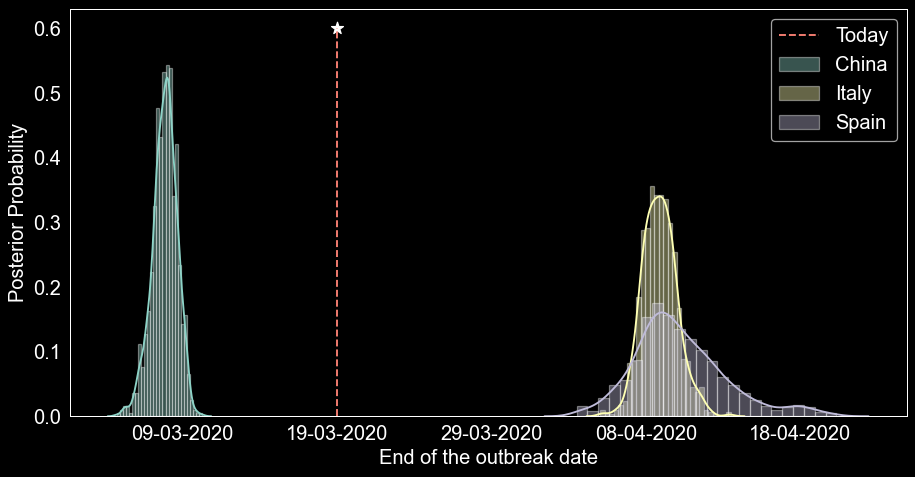 0.6
0.5
0.4
0.3
0.2
0.1
0.0
Posterior Probability
Today
China
Italy
Spain
09-03-2020
19-03-2020
29-03-2020
08-04-2020
18-04-2020
End of the outbreak date